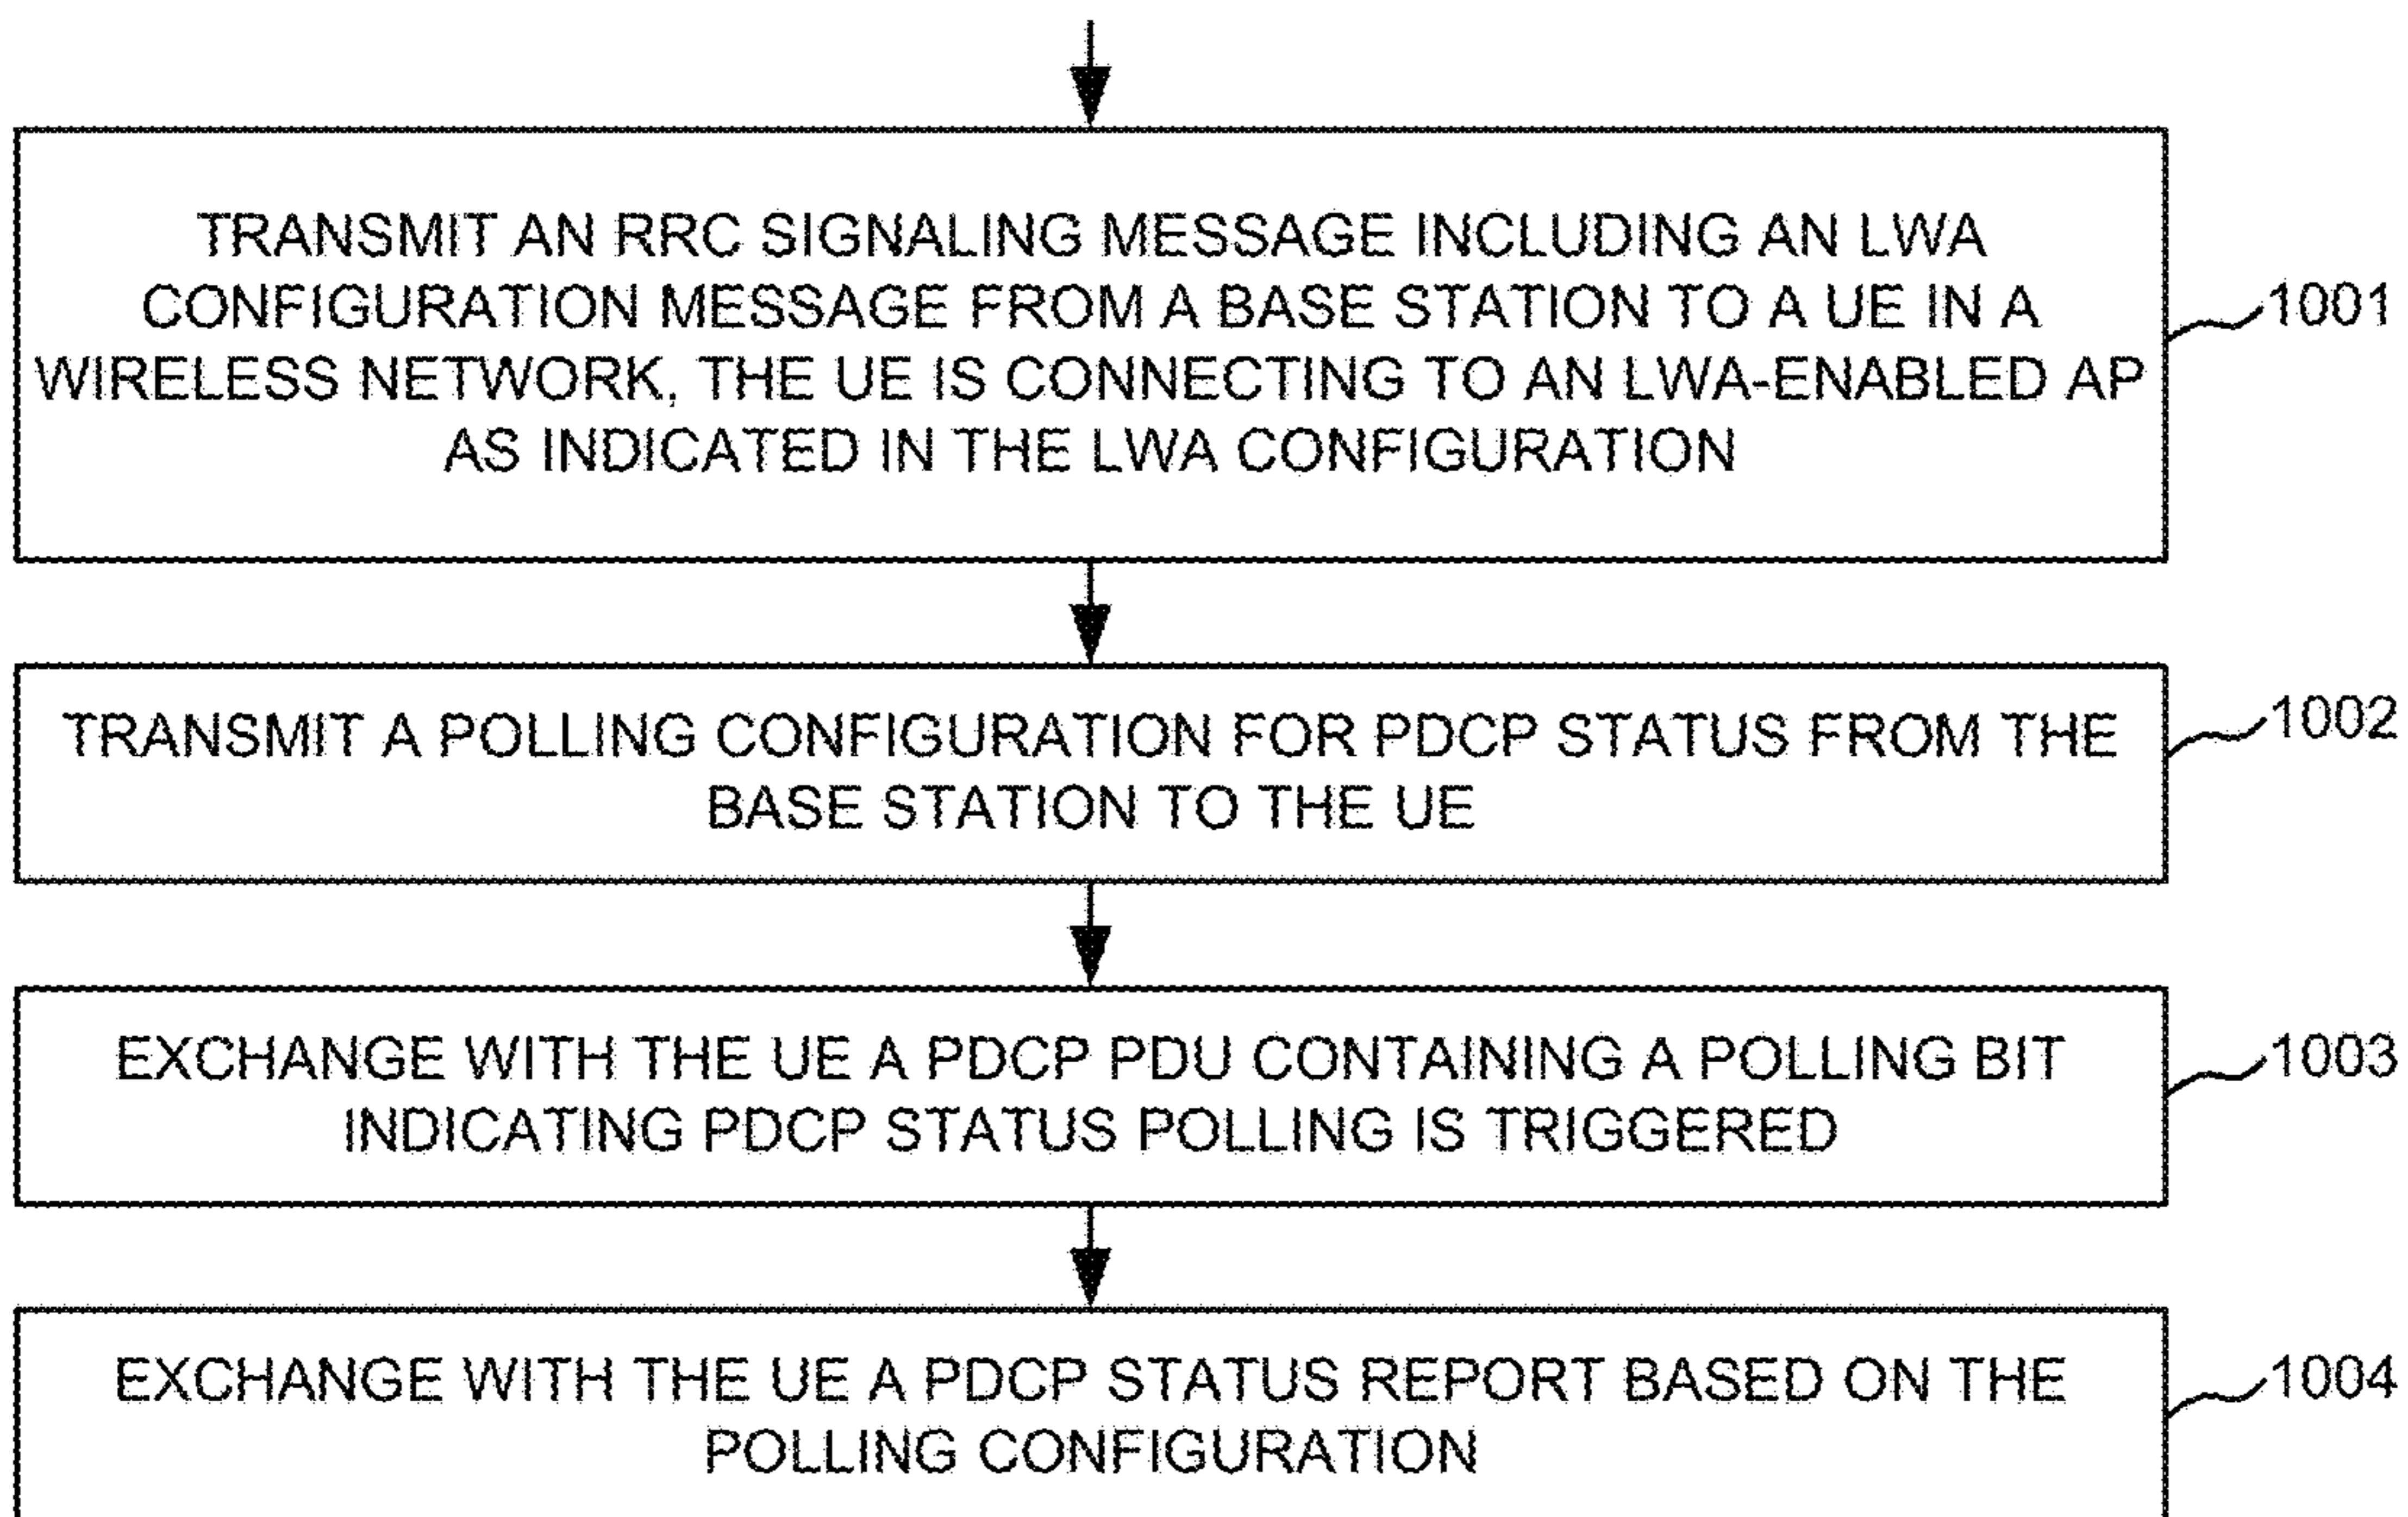 TRANSMIT AN RRC SIGNALING MESSAGE INCLUDING AN LWA
CONFIGURATION MESSAGE FROM A BASE STATION TO A UE IN A
WIRELESS NETWORK, THE UE IS CONNECTING TO AN LWA-ENABLED AP
AS INDICATED IN THE LWA CONFIGURATION
1001
TRANSMIT A POLLING CONFIGURATION FOR PDCP STATUS FROM THE
BASE STATION TO THE UE
1002
EXCHANGE WITH THE UE A PDCP PDU CONTAINING A POLLING BIT
INDICATING PDCP STATUS POLLING IS TRIGGERED
1003
EXCHANGE WITH THE UE A PDCP STATUS REPORT BASED ON THE
POLLING CONFIGURATION
1004